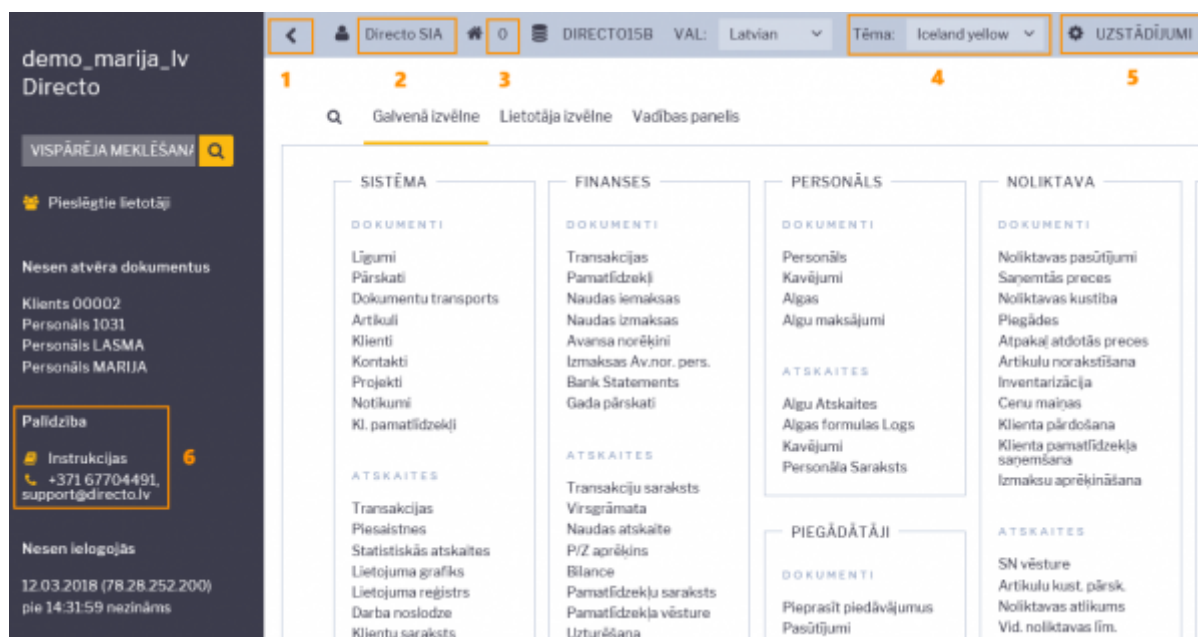 demo_marija_lv
Directo
VISPĀRĒJA MEKLĒŠANA
Pieslēgtie lietotāji
Nesen atvēra dokumentus
Klients 00002
Personāls 1031
Personāls LASMA
Personāls MARIJA
Palīdzība
Instrukcijas
+371 67704491,
support@directo.lv
6
Nesen ielogojās
12.03.2018 (78.28.252.200)
pie 14:31:59 nezināms
Directo SIA
0
DIRECTO15B
VAL:
Latvian
Tēma:
Iceland yellow
UZSTĀDĪJUMI
1
2
3
4
5
Galvenā izvēlne
Lietotāja izvēlne
Vadības panelis
SISTĒMA
DOKUMENTI
Līgumi
Pārskati
Dokumentu transports
Artikuli
Klienti
Kontakti
Projekti
Notikumi
Kl. pamatlīdzekļi
ATSKAITES
Transakcijas
Piesaistnes
Statistiskās atskaites
Lietojuma grafiks
Lietojuma reģistrs
Darba noslodze
Klientu saraksts
FINANSES
DOKUMENTI
Transakcijas
Pamatlīdzekļi
Naudas iemaksas
Naudas izmaksas
Avansa norēķini
Izmaksas Av.nor. pers.
Bank Statements
Gada pārskati
ATSKAITES
Transakciju saraksts
Virsgrāmata
Naudas atskaite
P/Z aprēķins
Bilance
Pamatlīdzekļu saraksts
Pamatlīdzekļa vēsture
Uzturēšana
PERSONĀLS
DOKUMENTI
Personāls
Kavējumi
Algas
Algu maksājumi
ATSKAITES
Algu Atskaites
Algas formulas Logs
Kavējumi
Personāla Saraksts
PIEGĀDĀTĀJI
DOKUMENTI
Pieprasīt piedāvājumus
Pasūtījumi
NOLIKTAVA
DOKUMENTI
Noliktavas pasūtījumi
Saņemtās preces
Noliktavas kustība
Piegādes
Atpakaļ atdotās preces
Artikulu norakstīšana
Inventarizācija
Cenu maiņas
Klienta pārdošana
Klienta pamatlīdzekļa
saņemšana
Izmaksu aprēķināšana
ATSKAITES
SN vēsture
Artikulu kust. pārsk.
Noliktavas atlikums
Vid. noliktavas līm.